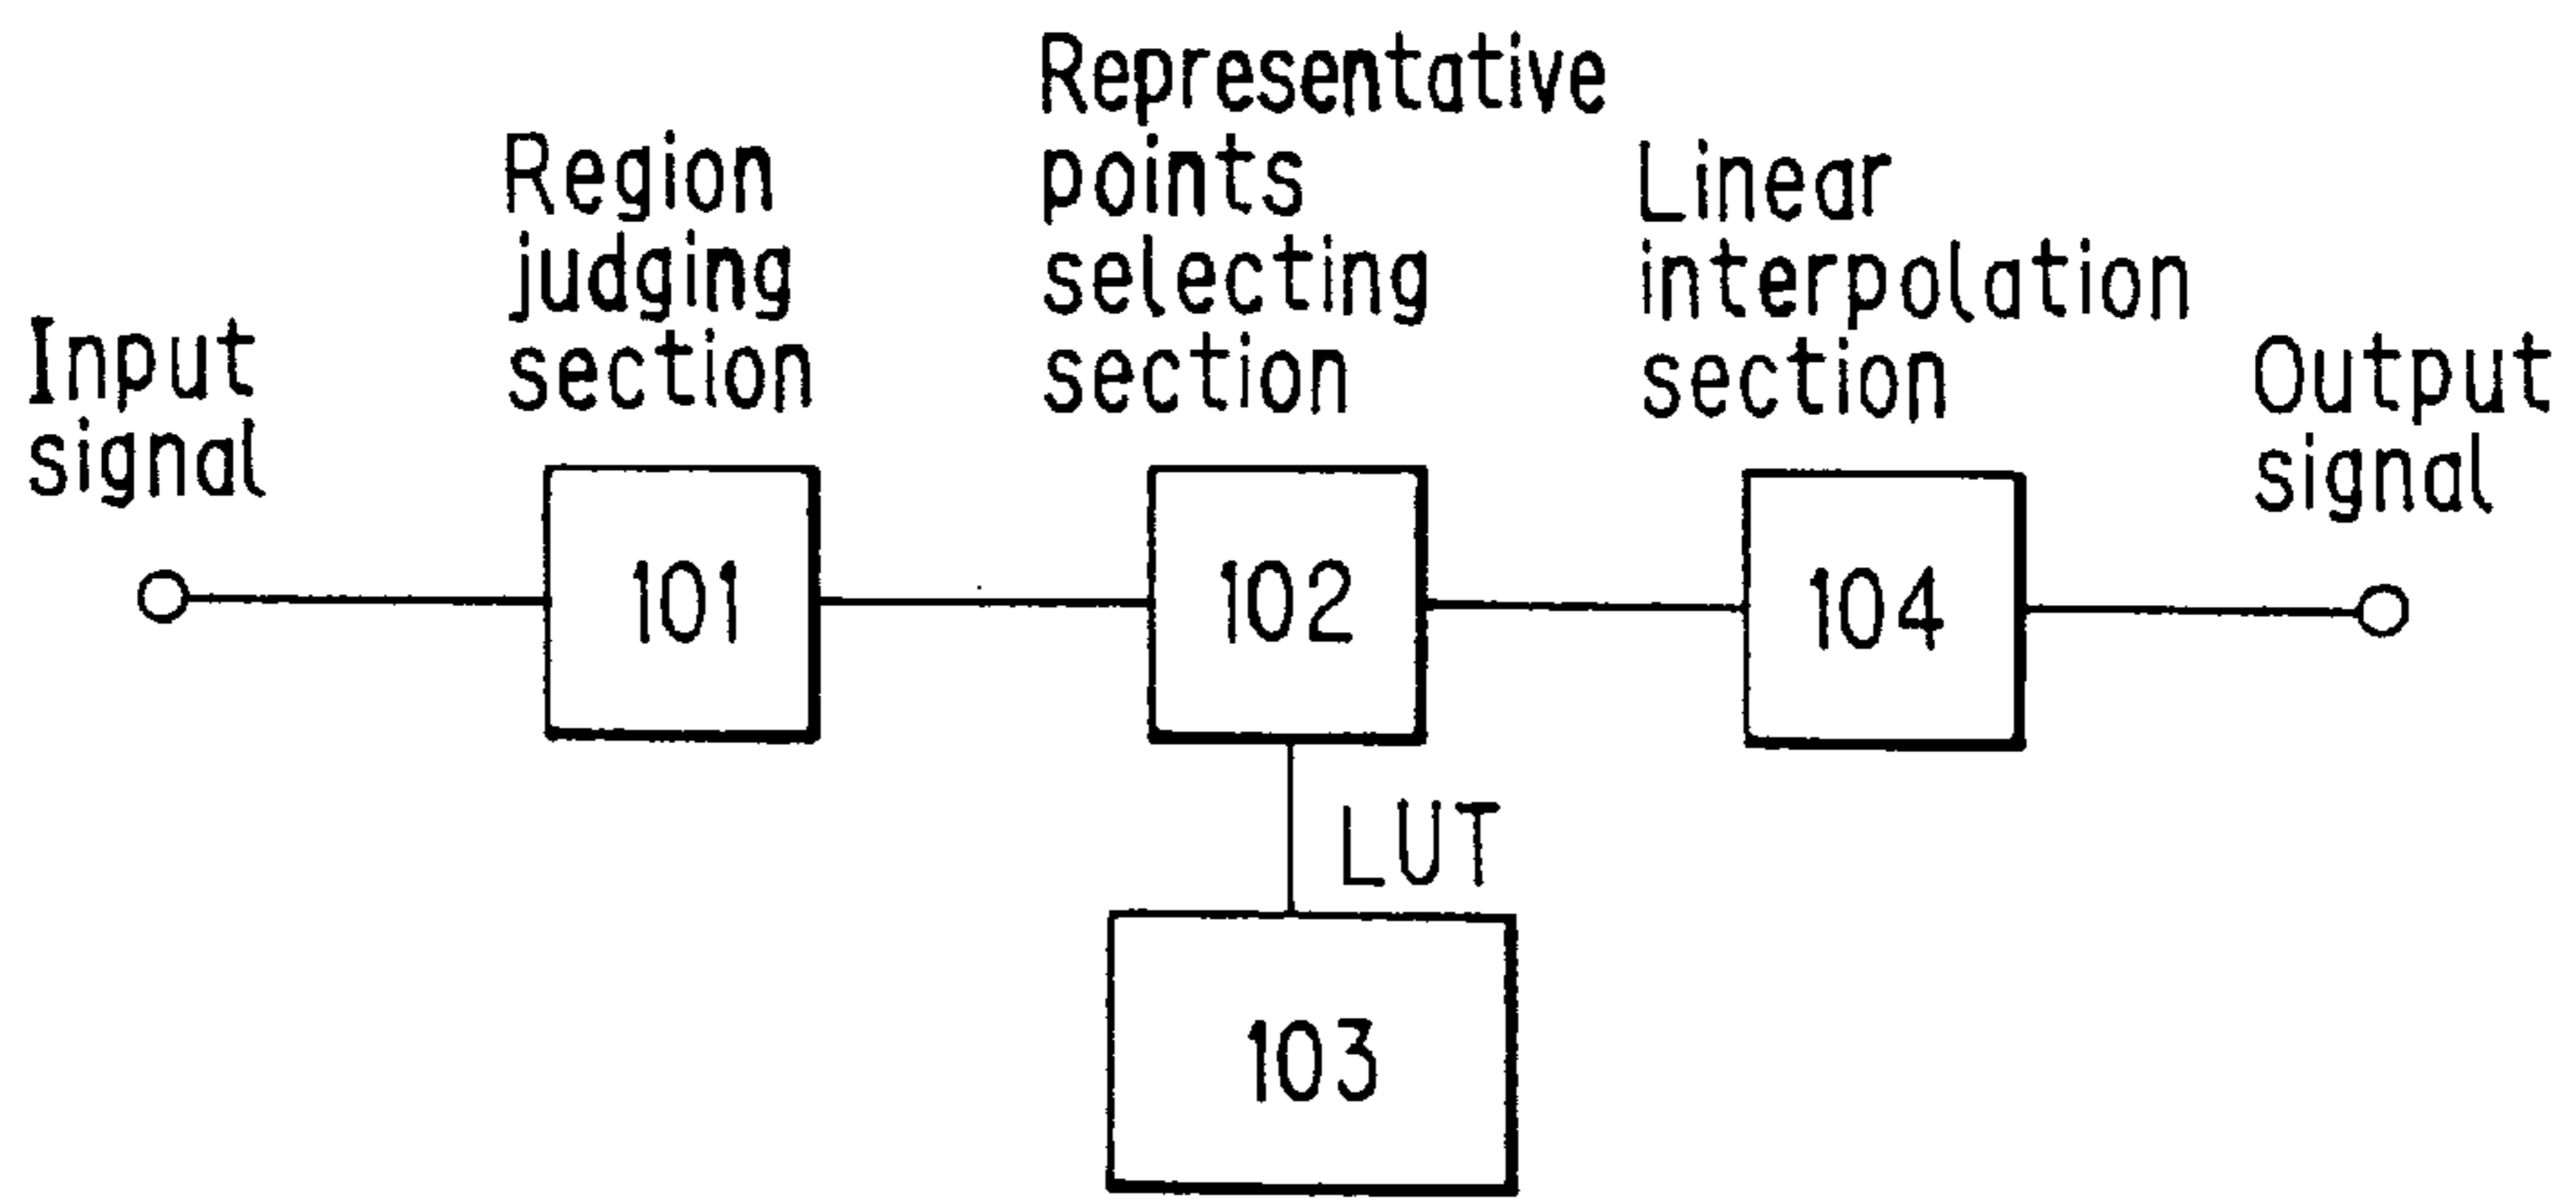 Input
signal
Region
judging
section
Representative
points
selecting
section
Linear
interpolation
section
Output
signal
101
102
104
LUT
103